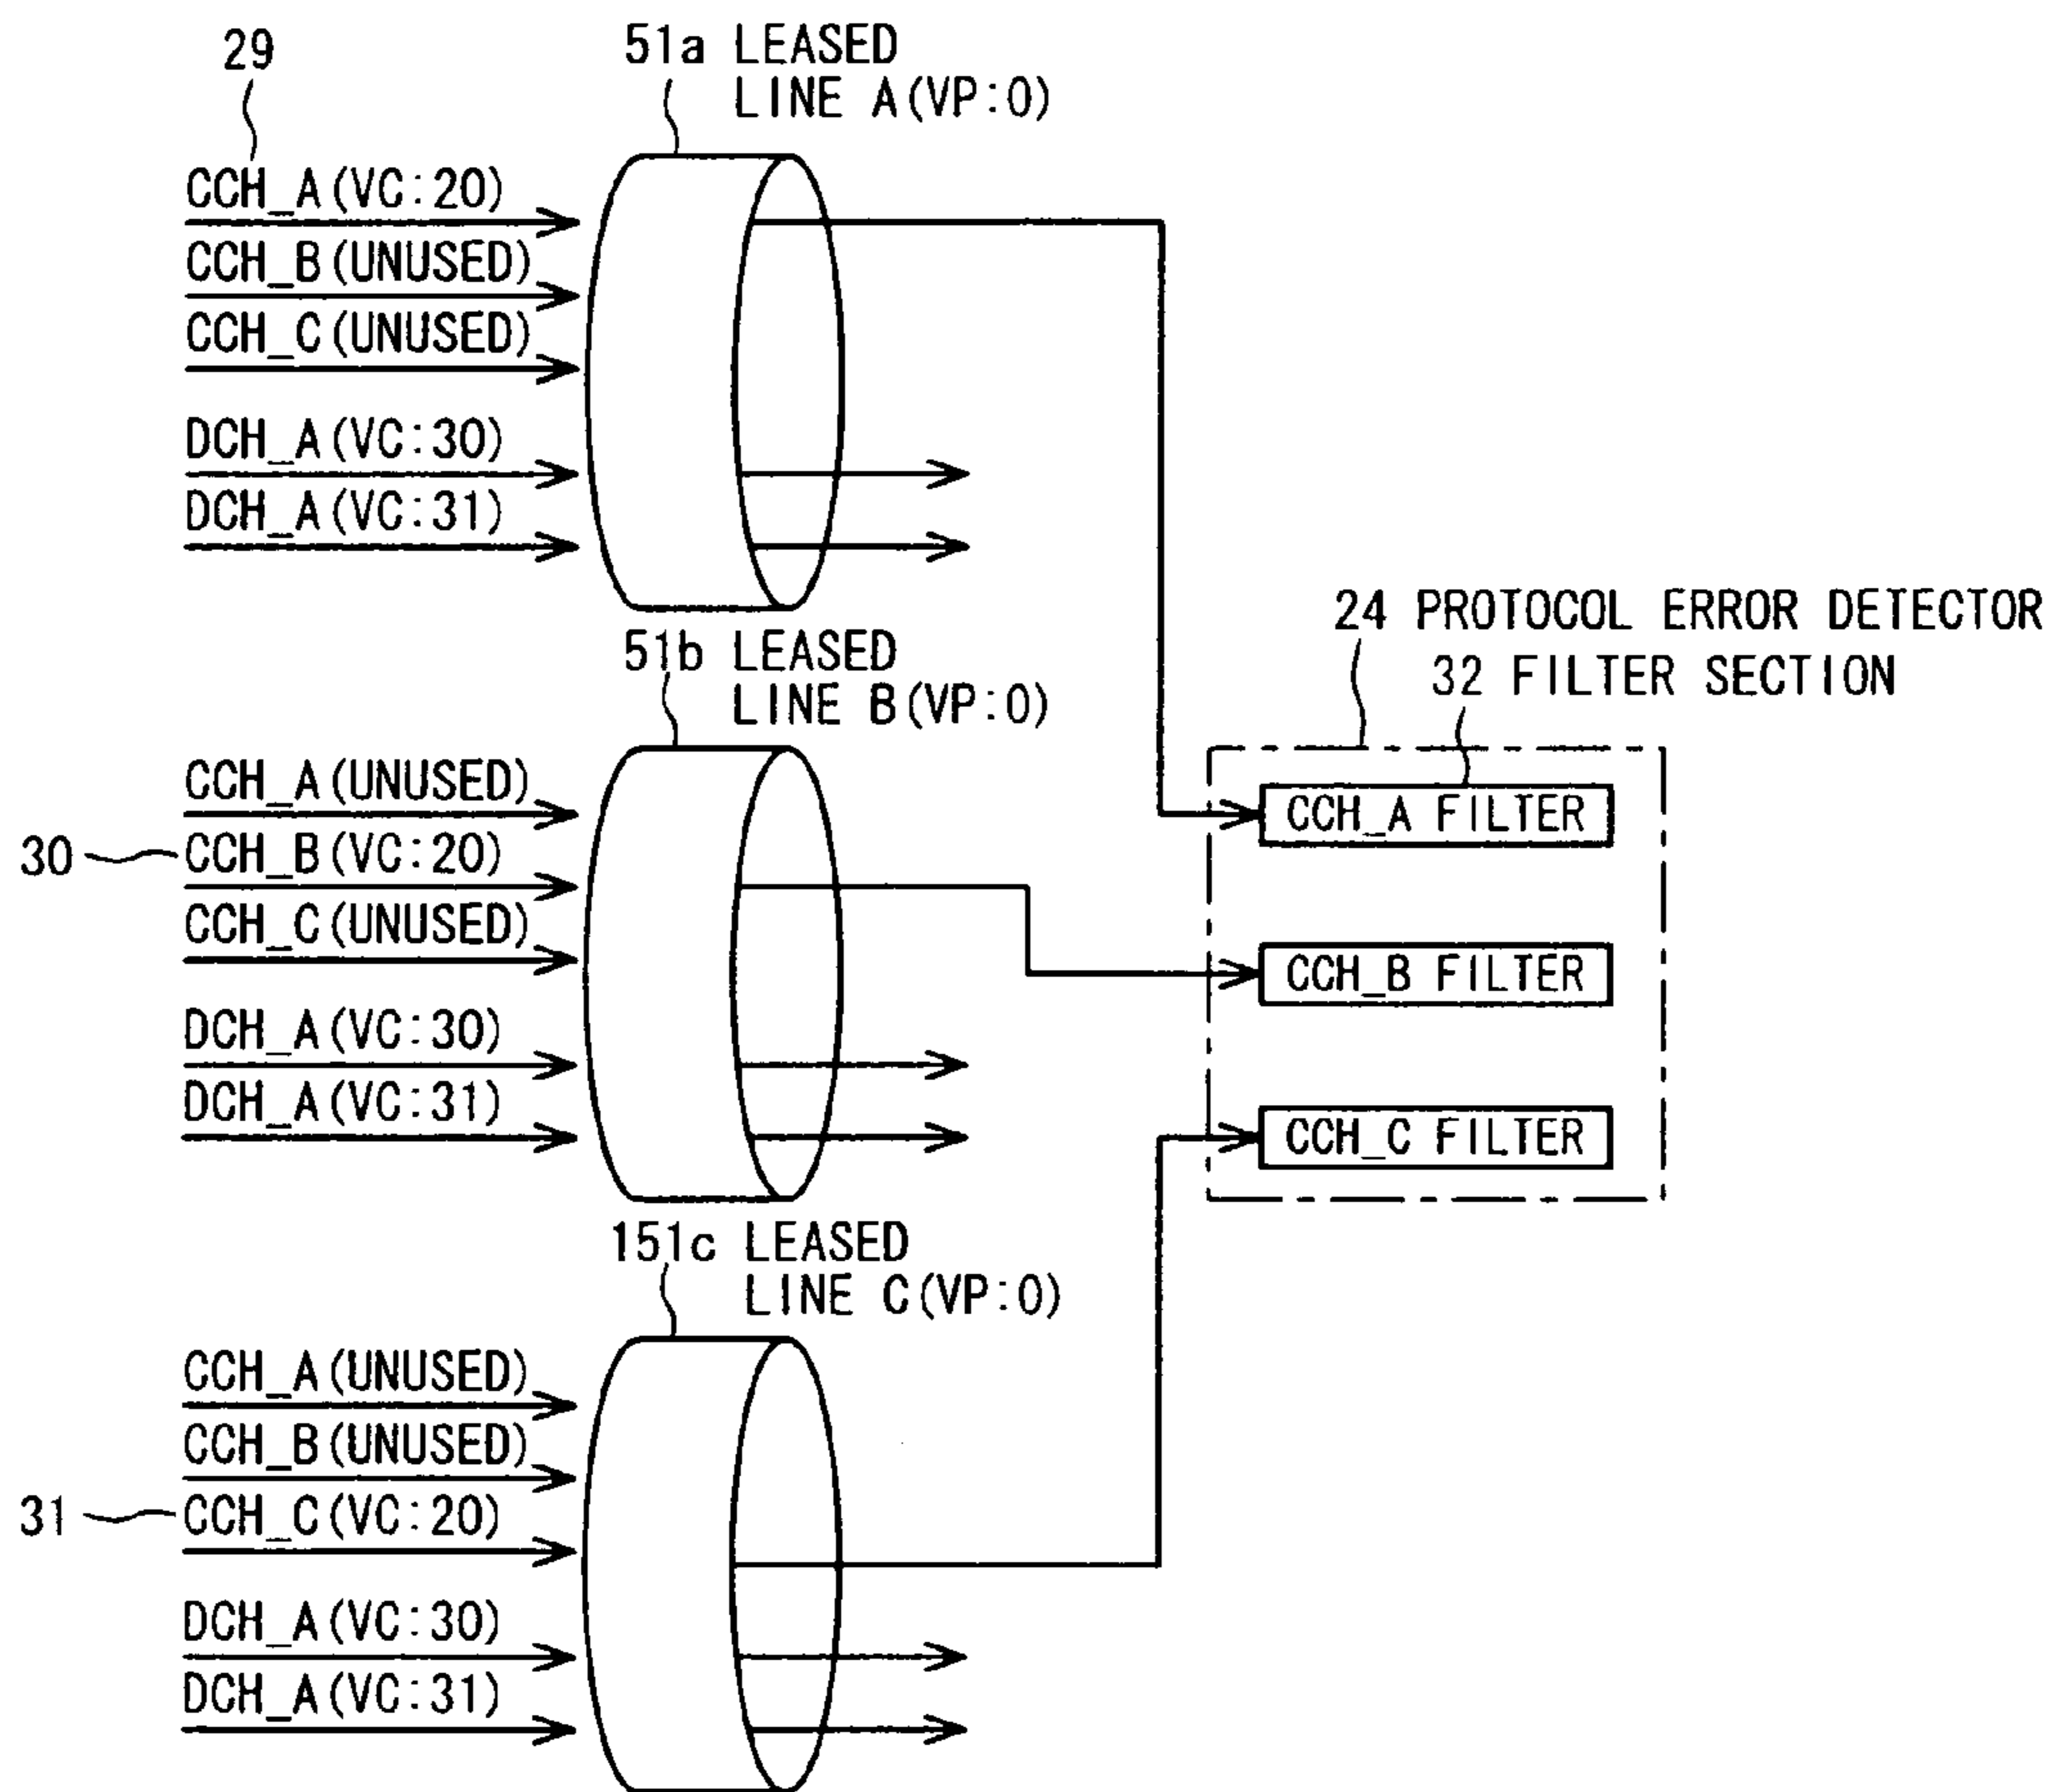 29
51a LEASED
LINE A(VP:0)
CCH_A(VC:20)
CCH_B(UNUSED)
CCH_C(UNUSED)
DCH_A(VC:30)
DCH_A(VC:31)
51b LEASED
LINE B(VP:0)
24 PROTOCOL ERROR DETECTOR
32 FILTER SECTION
CCH_A(UNUSED)
30
CCH_B(VC:20)
CCH_C(UNUSED)
DCH_A(VC:30)
DCH_A(VC:31)
CCH_A FILTER
CCH_B FILTER
CCH_C FILTER
151c LEASED
LINE C(VP:0)
CCH_A(UNUSED)
CCH_B(UNUSED)
31
CCH_C(VC:20)
DCH_A(VC:30)
DCH_A(VC:31)